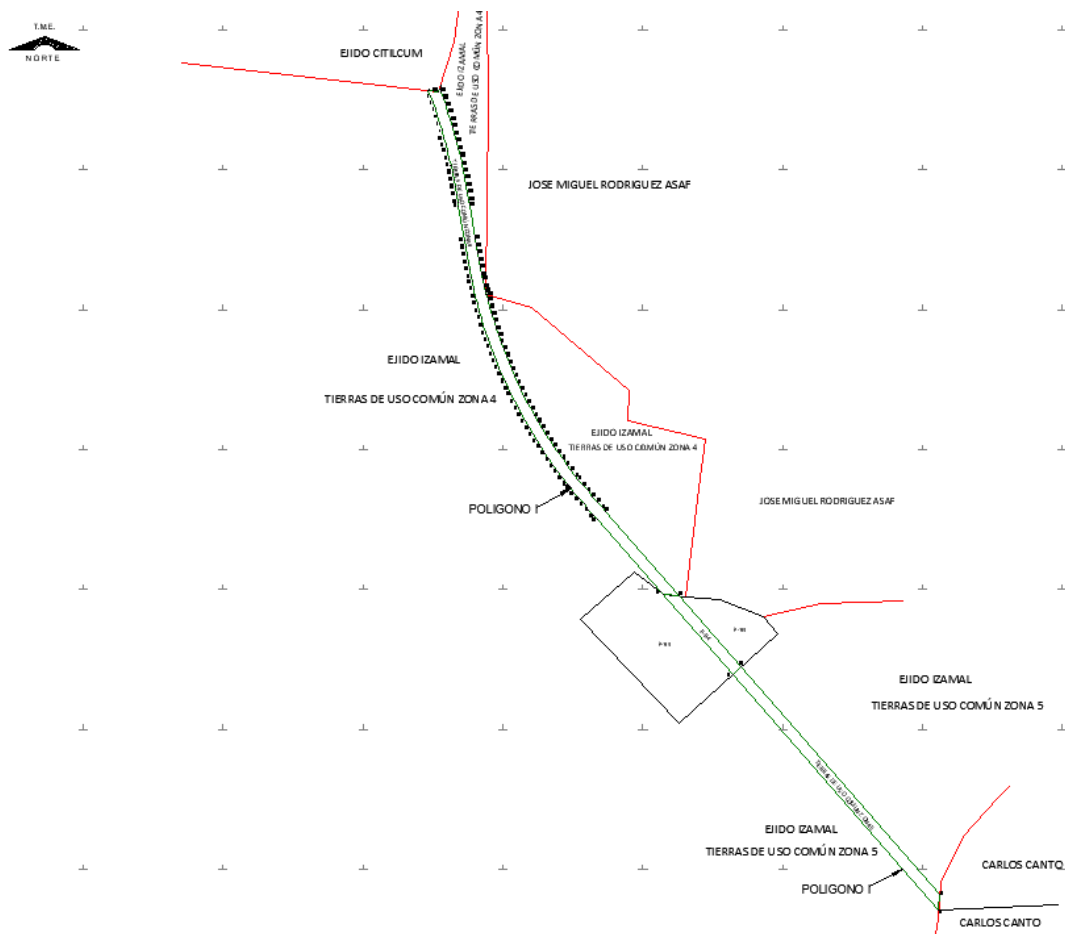 T.M.E.
NORTE
EJIDO CITILCUM
EJIDO IZAMAL
TIERRAS DE USO COMÚN ZONA 4
JOSE MIGUEL RODRIGUEZ ASAF
EJIDO IZAMAL
TIERRAS DE USO COMÚN ZONA 4
EJIDO IZAMAL
TIERRAS DE USO COMÚN ZONA 4
POLIGONO I
JOSE MIGUEL RODRIGUEZ ASAF
EJIDO IZAMAL
TIERRAS DE USO COMÚN ZONA 5
EJIDO IZAMAL
TIERRAS DE USO COMÚN ZONA 5
POLIGONO I
CARLOS CANTO
CARLOS CANTO